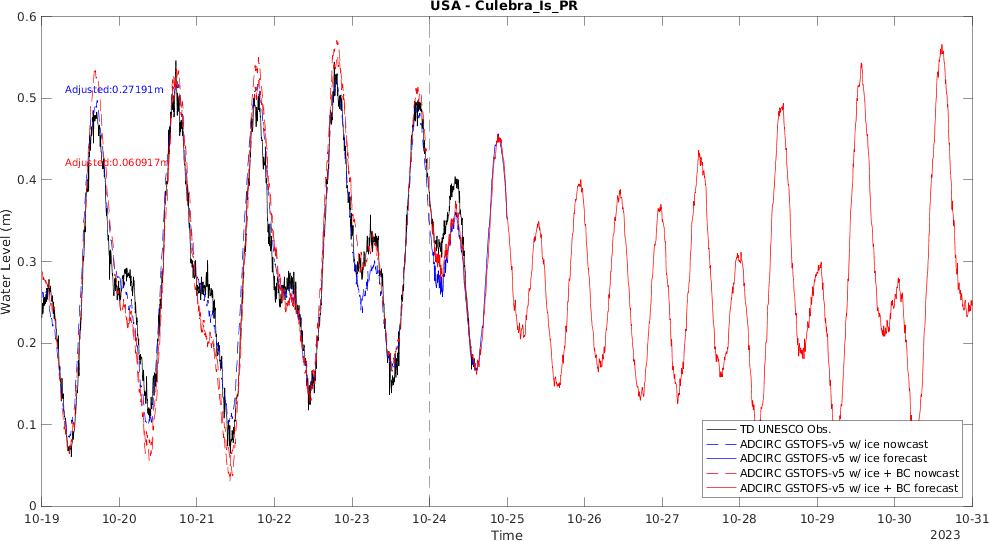 USA - Culebra_Is_PR
0.6
0.5
0.4
0.3
0.2
0.1
0
Water Level (m)
Adjusted:0.27191m
Adjusted:0.060917m
TD UNESCO Obs.
ADCIRC GSTOFS-v5 w/ ice nowcast
ADCIRC GSTOFS-v5 w/ ice forecast
ADCIRC GSTOFS-v5 w/ ice + BC nowcast
ADCIRC GSTOFS-v5 w/ ice + BC forecast
10-19 10-20 10-21 10-22 10-23 10-24 10-25 10-26 10-27 10-28 10-29 10-30 10-31
Time
2023